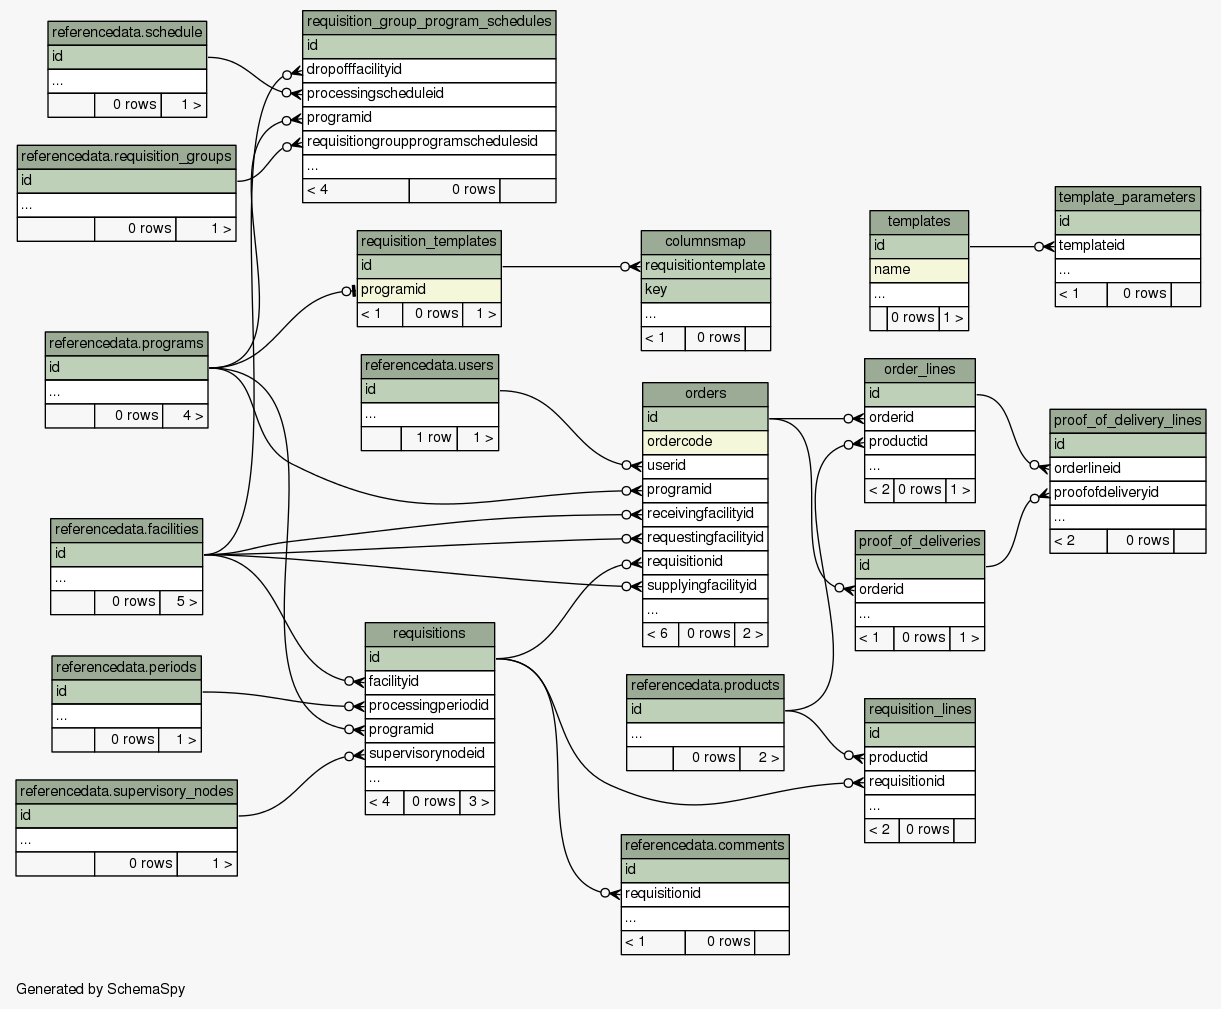 referencedata.schedule
id
...
0 rows 1 >
requisition_group_program_schedules
id
dropofffacilityid
processingscheduleid
programid
requisitiongroupprogramschedulesid
...
< 4 0 rows
referencedata.requisition_groups
id
...
0 rows 1 >
requisition_templates
id
programid
< 1 0 rows 1 >
columnsmap
requisitiontemplate
key
...
< 1 0 rows
templates
id
name
...
0 rows 1 >
template_parameters
id
templateid
...
< 1 0 rows
referencedata.programs
id
...
0 rows 4 >
referencedata.users
id
...
1 row 1 >
orders
id
ordercode
userid
programid
receivingfacilityid
requestingfacilityid
requisitionid
supplyingfacilityid
...
< 6 0 rows 2 >
order_lines
id
orderid
productid
...
< 2 0 rows 1 >
proof_of_delivery_lines
id
orderlineid
proofofdeliveryid
...
< 2 0 rows
referencedata.facilities
id
...
0 rows 5 >
proof_of_deliveries
id
orderid
...
< 1 0 rows 1 >
requisitions
id
facilityid
processingperiodid
programid
supervisorynodeid
...
< 4 0 rows 3 >
referencedata.periods
id
...
0 rows 1 >
referencedata.products
id
...
0 rows 2 >
requisition_lines
id
productid
requisitionid
...
< 2 0 rows
referencedata.supervisory_nodes
id
...
0 rows 1 >
referencedata.comments
id
requisitionid
...
< 1 0 rows
Generated by SchemaSpy